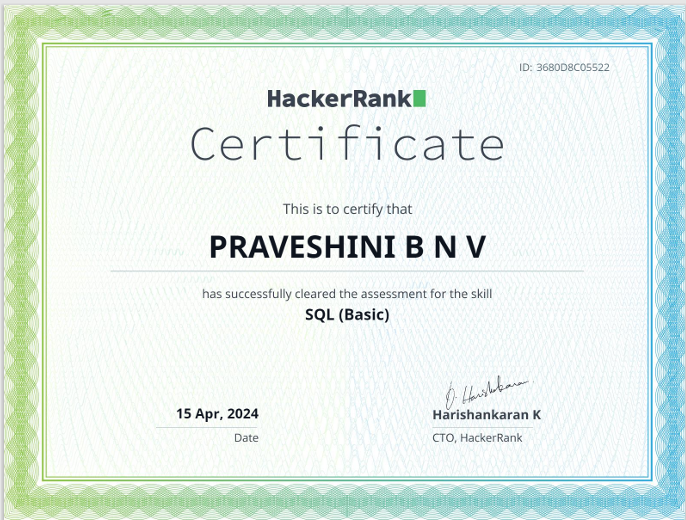 ID: 3680D8C05522
HackerRank
Certificate
This is to certify that
PRAVESHINI B N V
has successfully cleared the assessment for the skill
SQL (Basic)
15 Apr, 2024
Date
Harishankaran K
CTO, HackerRank